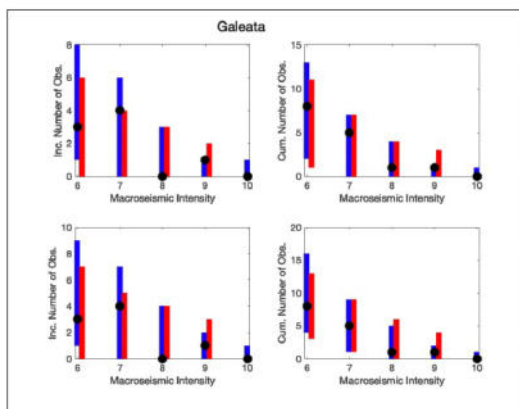 Galeata
8
6
4
2
0
Inc. Number of Obs.
6 7 8 9 10
Macroseismic Intensity
15
10
5
0
Cum. Number of Obs.
6 7 8 9 10
Macroseismic Intensity
10
8
6
4
2
0
Inc. Number of Obs.
6 7 8 9 10
Macroseismic Intensity
20
15
10
5
0
Cum. Number of Obs.
6 7 8 9 10
Macroseismic Intensity